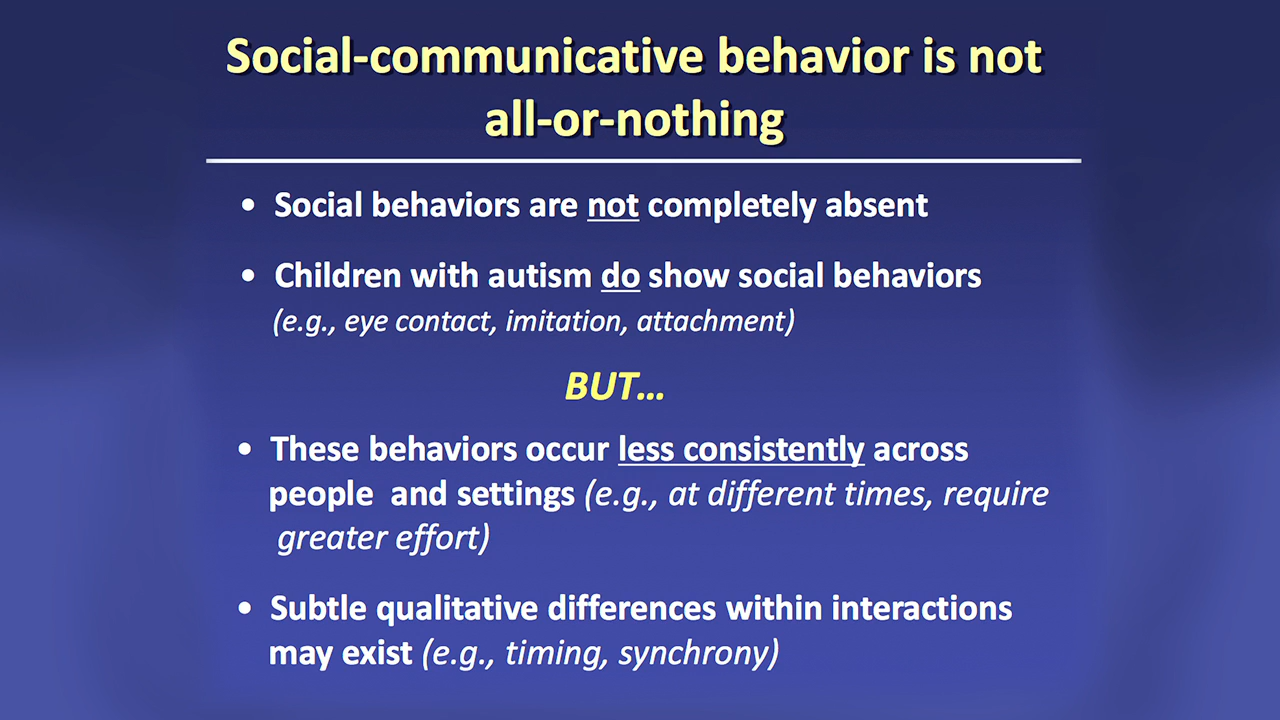 Social-communicative behavior is not
all-or-nothing
• Social behaviors are not completely absent
• Children with autism do show social behaviors
(e.g., eye contact, imitation, attachment)
BUT...
• These behaviors occur less consistently across
people and settings (e.g., at different times, require
greater effort)
• Subtle qualitative differences within interactions
may exist (e.g., timing, synchrony)